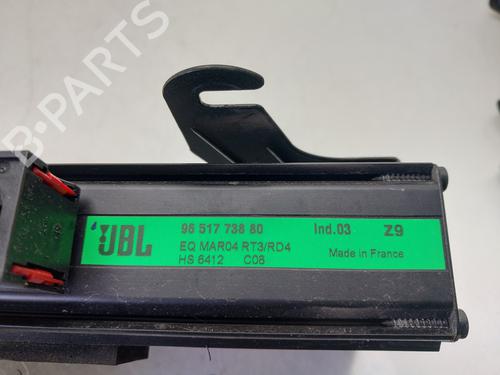 B-PARTS
JBL
96 517 738 80 Ind.03 Z9
EQ MAR04 RT3/RD4
HS 6412 C08 Made in France